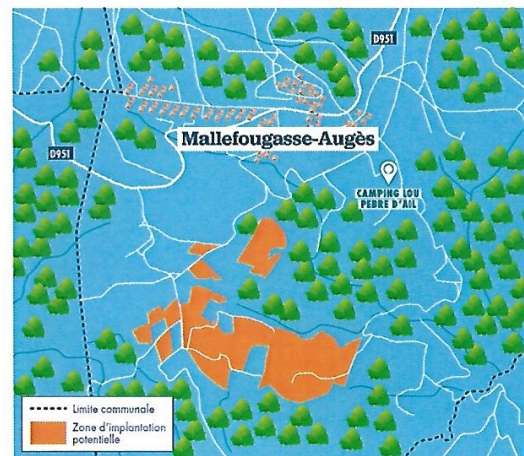 D951
Mallefougasse-Augès
D951
CAMPING LOU
PEBRE D'AIL
Limite communale
Zone d'implantation
potentielle